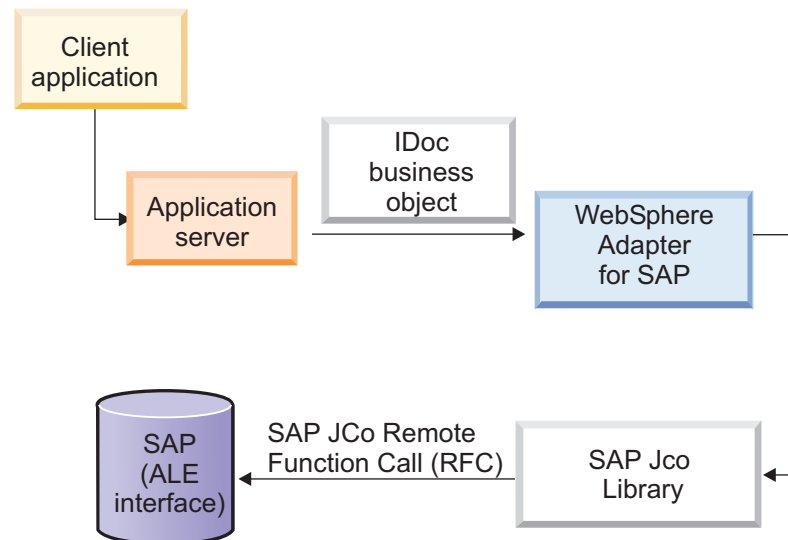 Client
application
Application
server
IDoc
business
object
WebSphere
Adapter
for SAP
SAP
(ALE
interface)
SAP JCo Remote
Function Call (RFC)
SAP Jco
Library